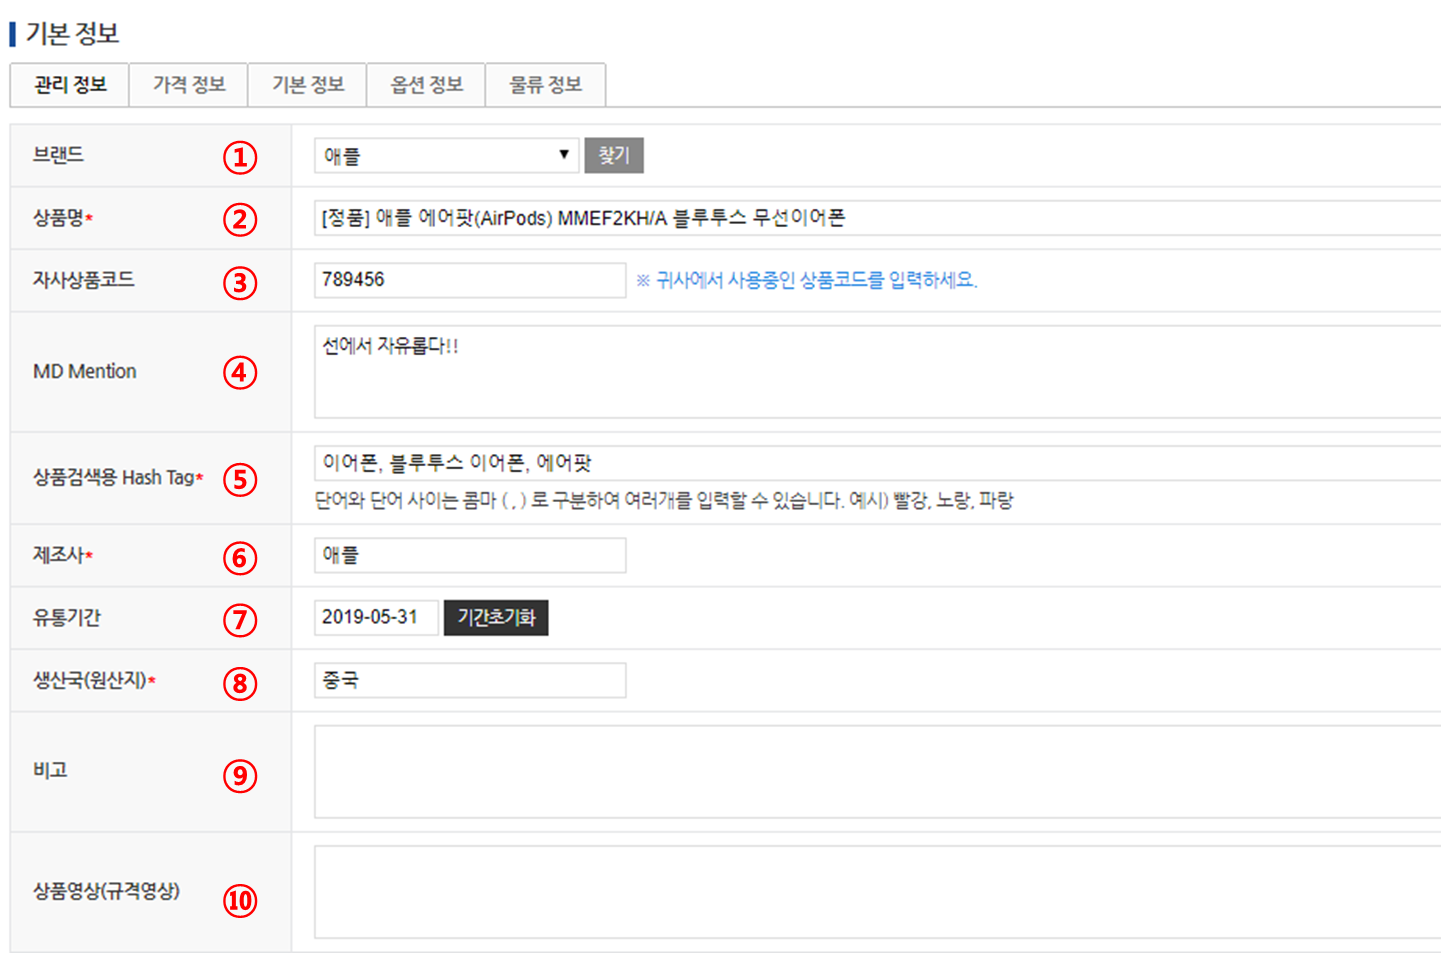 기본 정보
관리 정보 가격 정보 기본 정보 옵션 정보 물류 정보
브랜드 ① 애플 ▼ 찾기
상품명* ② [정품] 애플 에어팟(AirPods) MMEF2KH/A 블루투스 무선이어폰
자사상품코드 ③ 789456 ※ 귀사에서 사용중인 상품코드를 입력하세요.
MD Mention ④ 선에서 자유롭다!!
상품검색용 Hash Tag* ⑤ 이어폰, 블루투스 이어폰, 에어팟
단어와 단어 사이는 콤마 ( , ) 로 구분하여 여러개를 입력할 수 있습니다. 예시) 빨강, 노랑, 파랑
제조사* ⑥ 애플
유통기간 ⑦ 2019-05-31 기간초기화
생산국(원산지)* ⑧ 중국
비고 ⑨
상품영상(규격영상) ⑩